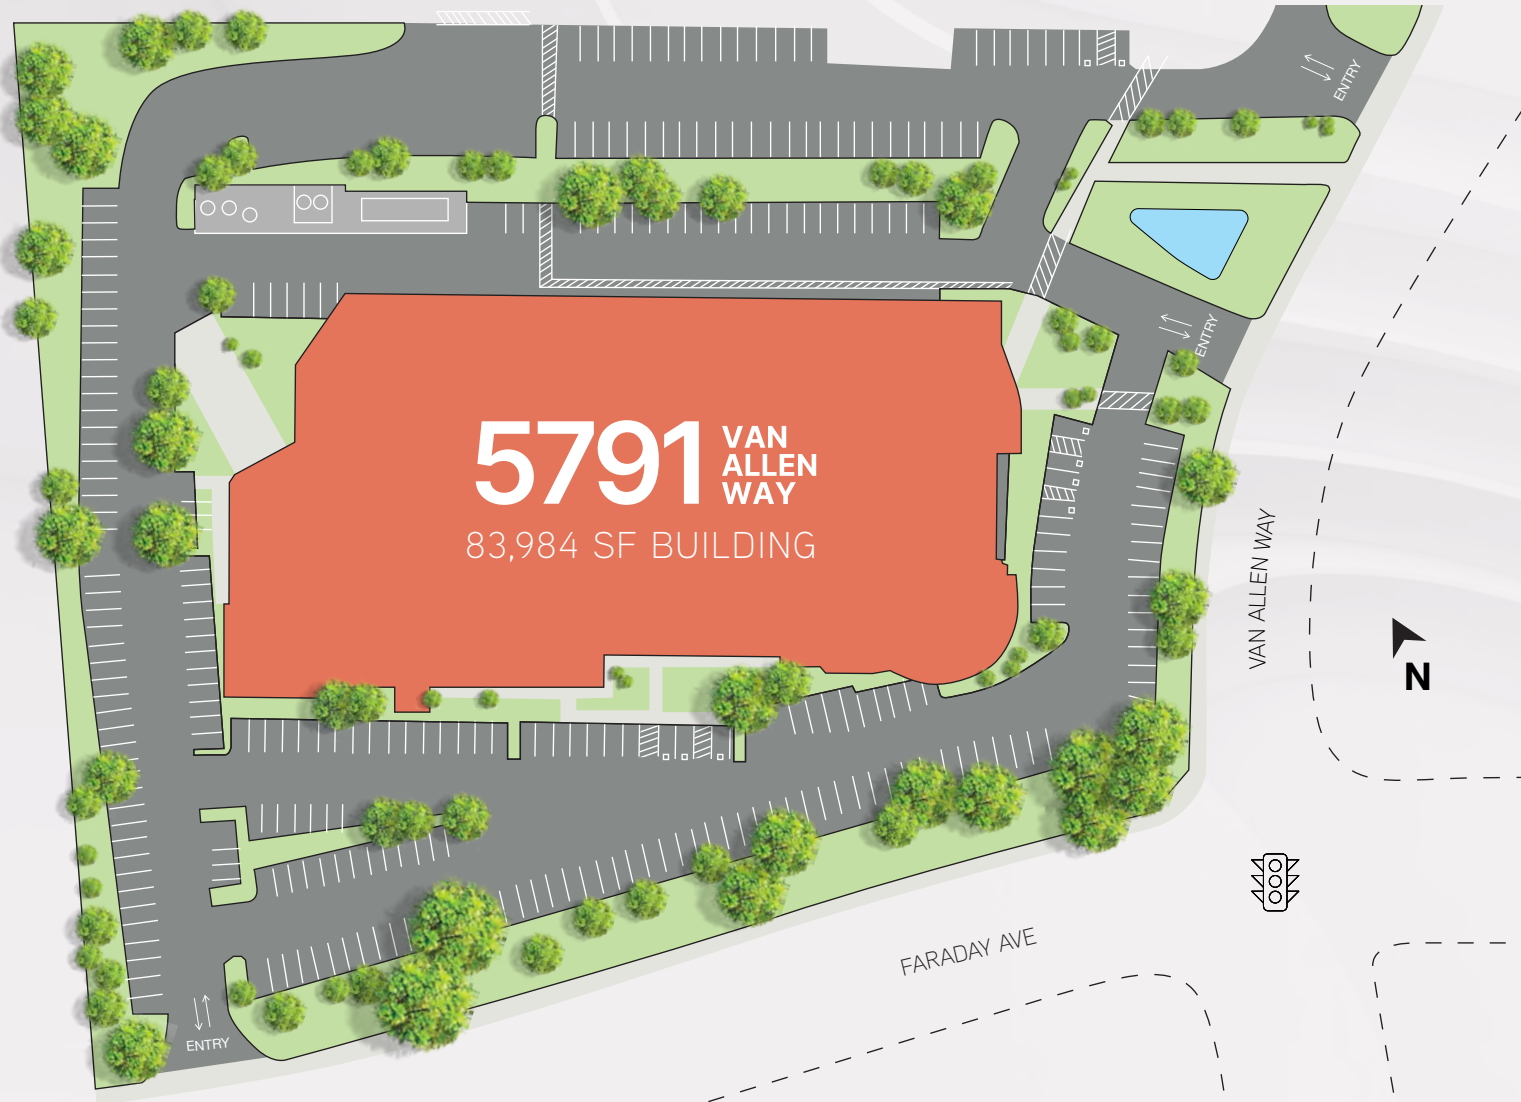 ENTRY
ENTRY
5791 VAN
ALLEN
WAY
83,984 SF BUILDING
VAN ALLEN WAY
N
FARADAY AVE
ENTRY